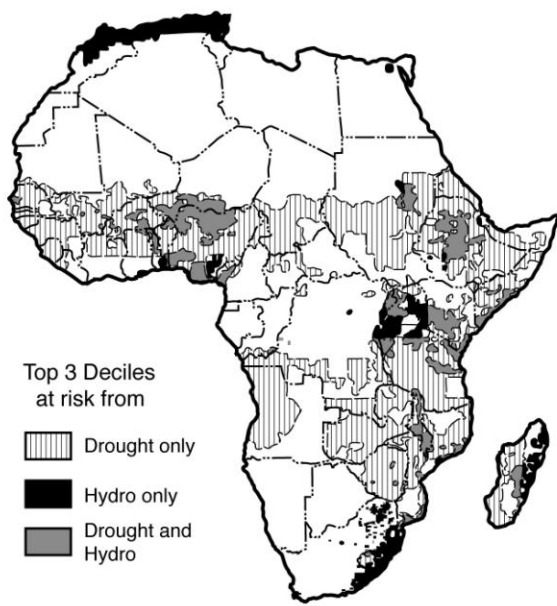 Top 3 Deciles
at risk from
Drought only
Hydro only
Drought and
Hydro